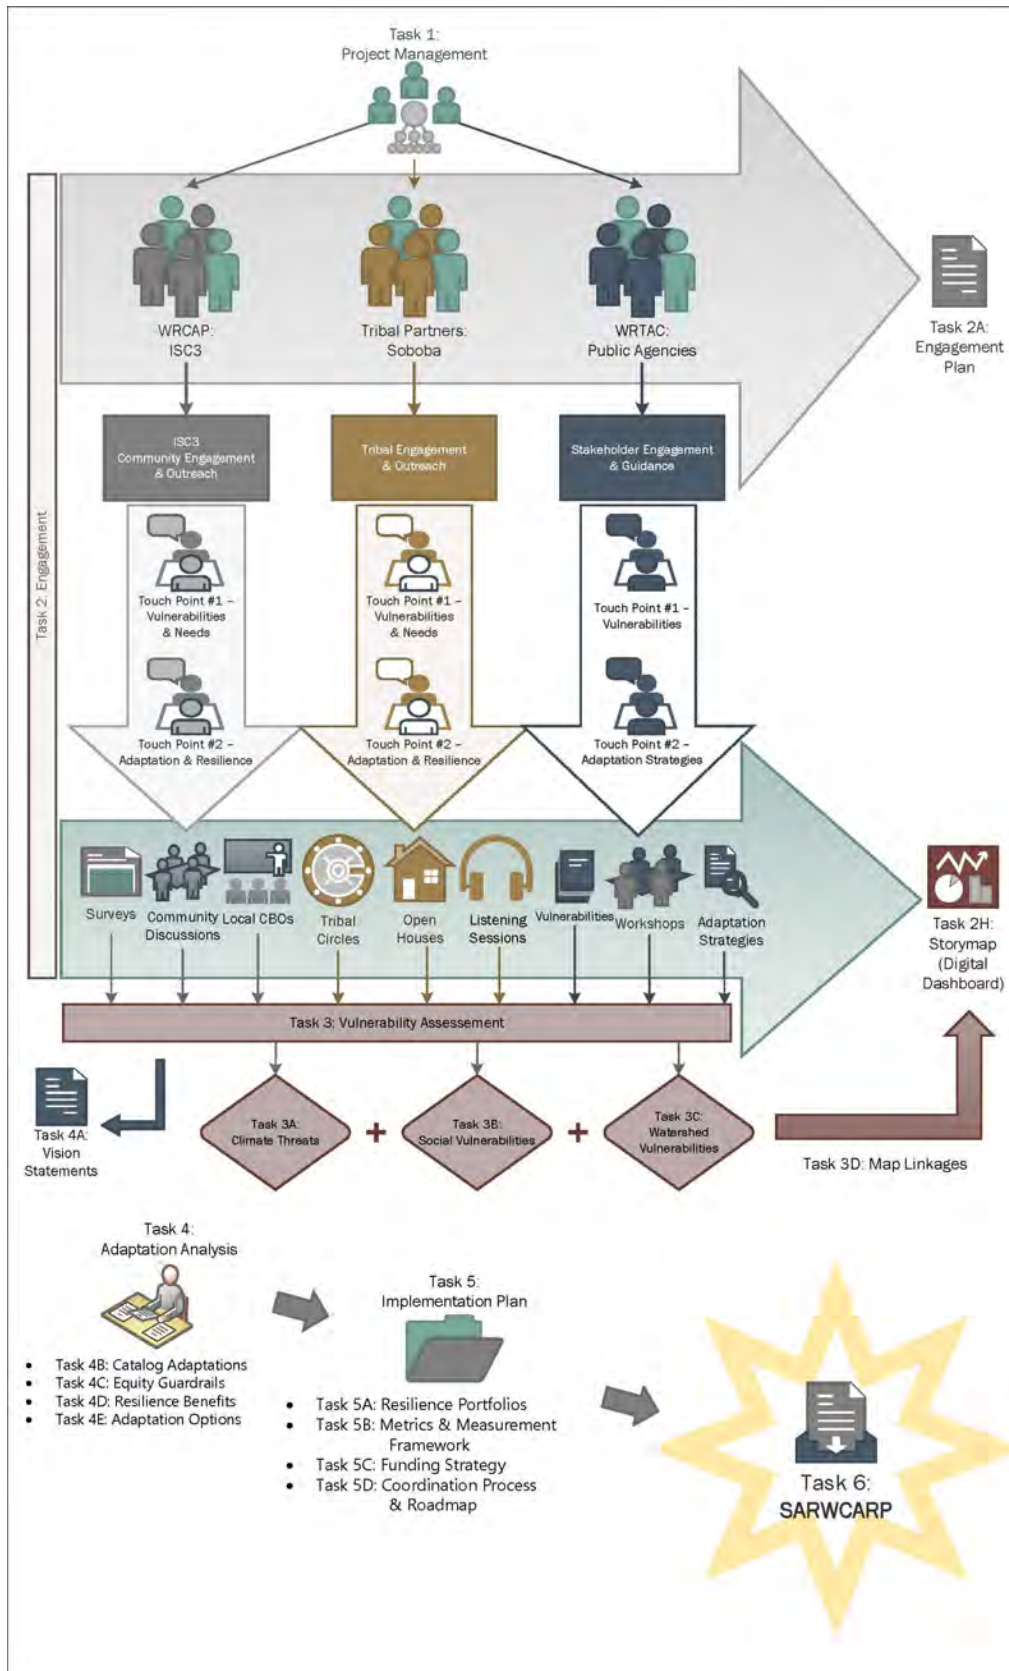 Task 1:
Project Management
Task 2: Engagement
WRCAP:
ISC3
Tribal Partners:
Soboba
WRTAC:
Public Agencies
Task 2A:
Engagement
Plan
ISC3
Community Engagement
& Outreach
Tribal Engagement
& Outreach
Stakeholder Engagement
& Guidance
Touch Point #1 –
Vulnerabilities
& Needs
Touch Point #1 –
Vulnerabilities
& Needs
Touch Point #1 –
Vulnerabilities
Touch Point #2 –
Adaptation & Resilience
Touch Point #2 –
Adaptation & Resilience
Touch Point #2 –
Adaptation Strategies
Surveys
Community
Discussions
Local CBOs
Tribal
Circles
Open
Houses
Listening
Sessions
Vulnerabilities
Workshops
Adaptation
Strategies
Task 2H:
Storymap
(Digital
Dashboard)
Task 3: Vulnerability Assessement
Task 4A:
Vision
Statements
Task 3A:
Climate Threats
+
Task 3B:
Social Vulnerabilities
+
Task 3C:
Watershed
Vulnerabilities
Task 3D: Map Linkages
Task 4:
Adaptation Analysis
• Task 4B: Catalog Adaptations
• Task 4C: Equity Guardrails
• Task 4D: Resilience Benefits
• Task 4E: Adaptation Options
Task 5:
Implementation Plan
• Task 5A: Resilience Portfolios
• Task 5B: Metrics & Measurement
Framework
• Task 5C: Funding Strategy
• Task 5D: Coordination Process
& Roadmap
Task 6:
SARWCARP